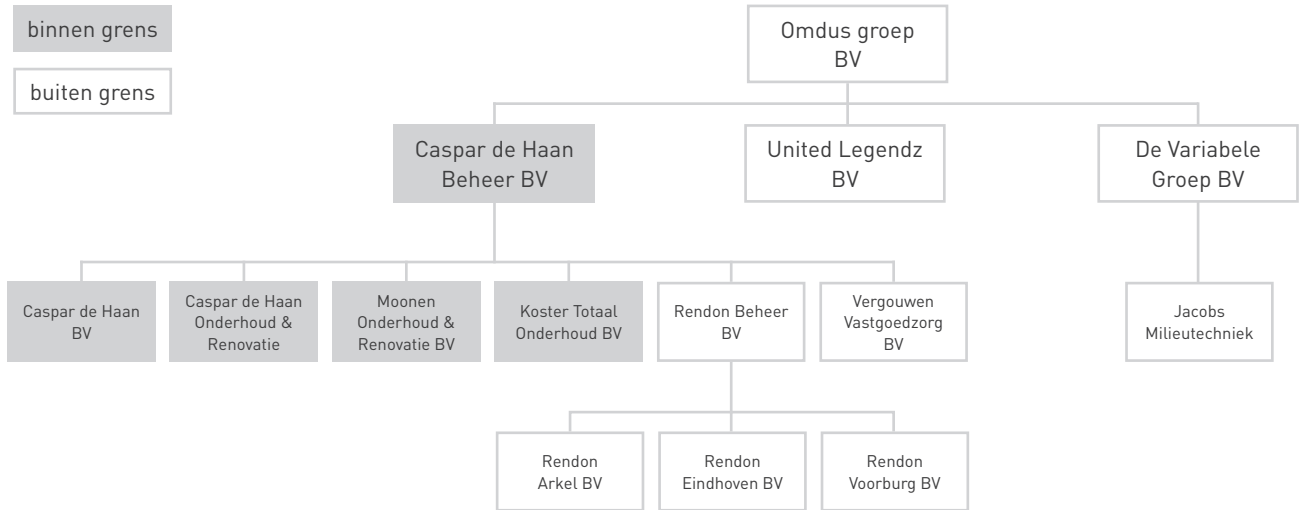 binnen grens
buiten grens
Omdus groep
BV
Caspar de Haan
Beheer BV
United Legendz
BV
De Variabele
Groep BV
Caspar de Haan
BV
Caspar de Haan
Onderhoud &
Renovatie
Moonen
Onderhoud &
Renovatie BV
Koster Totaal
Onderhoud BV
Rendon Beheer
BV
Vergouwen
Vastgoedzorg
BV
Jacobs
Milieutechniek
Rendon
Arkel BV
Rendon
Eindhoven BV
Rendon
Voorburg BV